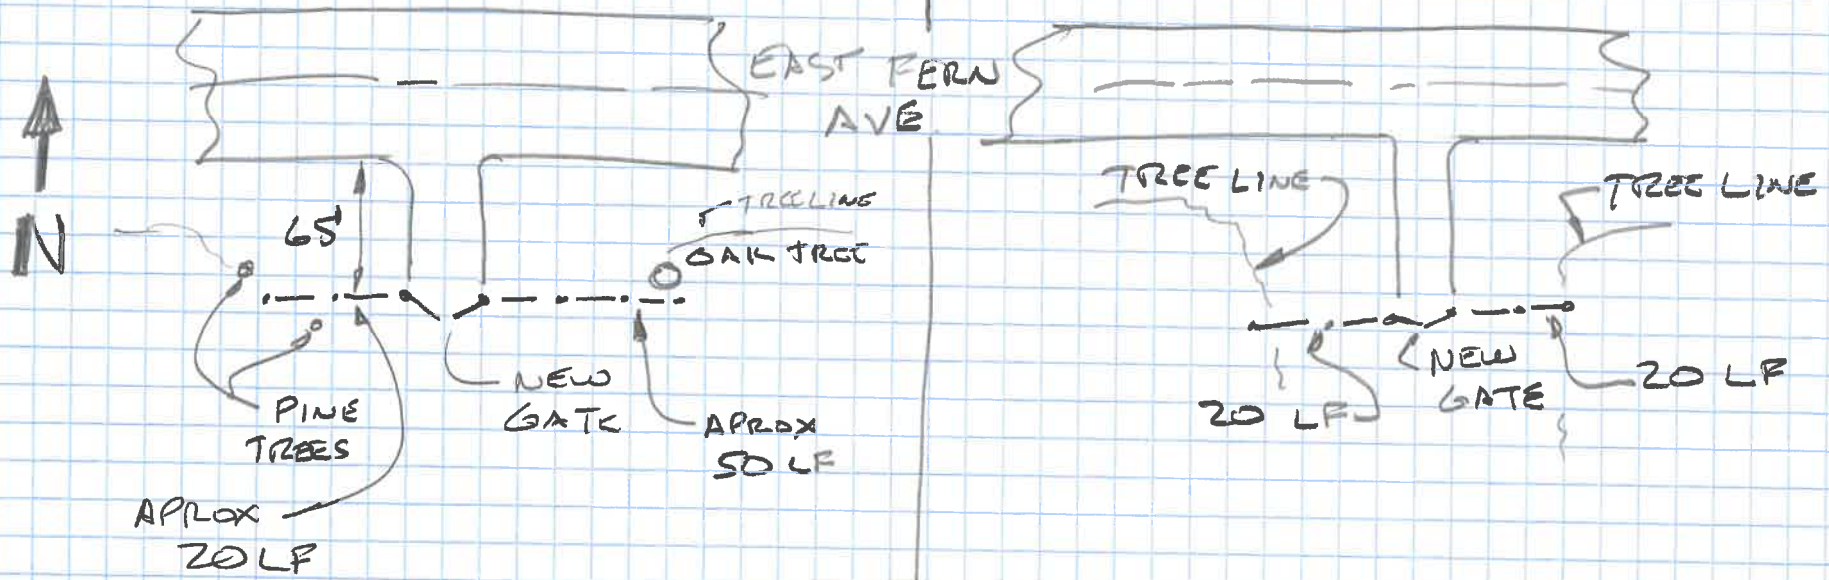 EAST FERN
AVE
N
65'
TREELINE
OAK TREE
PINE
TREES
NEW
GATE
APROX
50 LF
APROX
20 LF
TREE LINE
TREE LINE
20 LF
NEW
GATE
20 LF